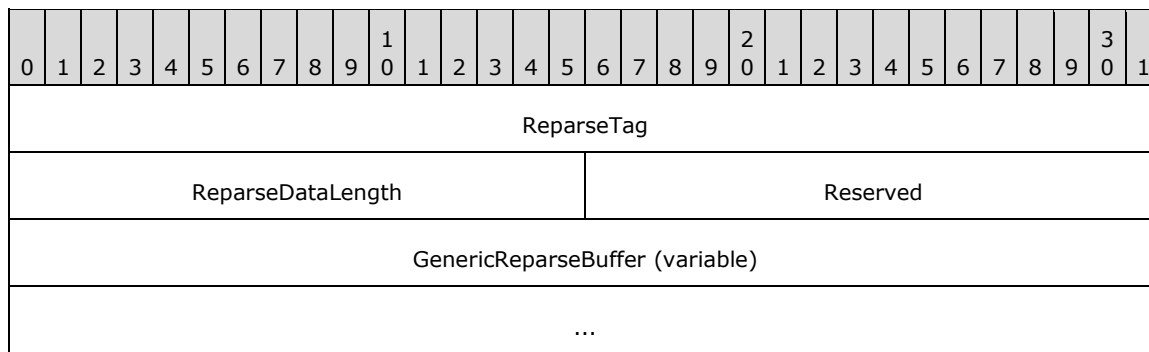 1 2 3
0 1 2 3 4 5 6 7 8 9 0 1 2 3 4 5 6 7 8 9 0 1 2 3 4 5 6 7 8 9 0 1
ReparseTag
ReparseDataLength Reserved
GenericReparseBuffer (variable)
...